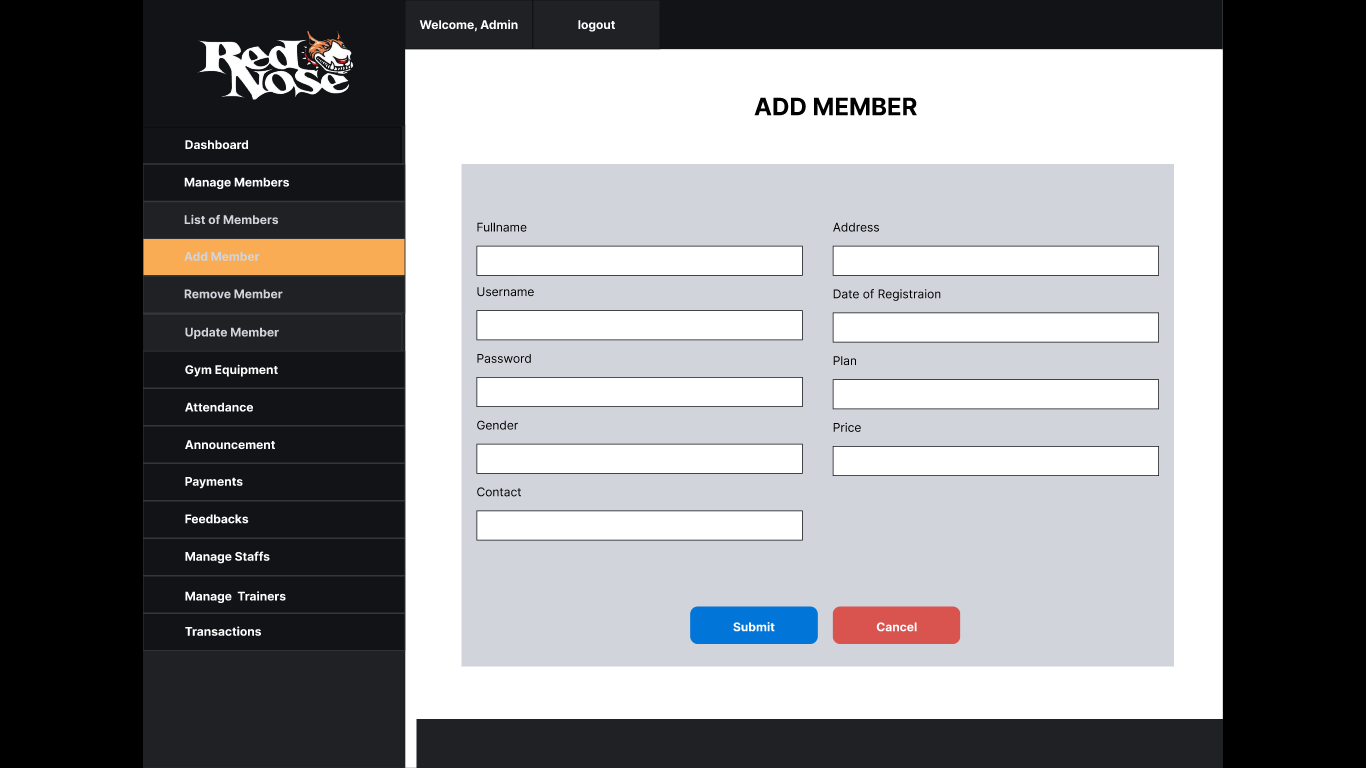 Welcome, Admin
logout
Red
Nose
Dashboard
Manage Members
List of Members
Add Member
Remove Member
Update Member
Gym Equipment
Attendance
Announcement
Payments
Feedbacks
Manage Staffs
Manage  Trainers
Transactions
ADD MEMBER
Fullname
Username
Password
Gender
Contact
Address
Date of Registraion
Plan
Price
Submit
Cancel